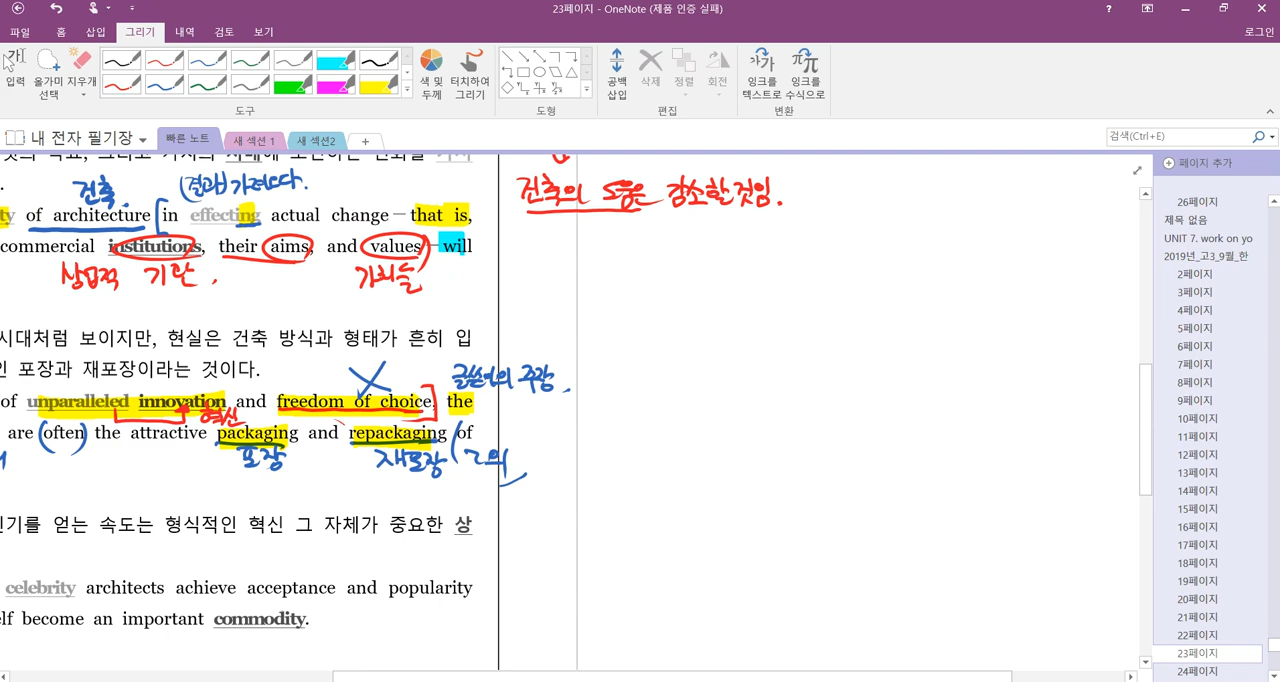 23페이지 - OneNote (제품 인증 실패)
파일 홈 삽입 그리기 내역 검토 보기
로그인
입력 올가미 선택 지우개 색 및 두께 터치하여 그리기 공백 삽입 삭제 정렬 회전 잉크를 텍스트로 잉크를 수식으로
도구 도형 편집 변환
내 전자 필기장 빠른 노트 새 섹션 1 새 섹션2
검색(Ctrl+E)
페이지 추가
건축. (결과) 가져오다.
건축의 도움은 감소할것임.
ty of architecture in effecting actual change — that is,
commercial institutions, their aims, and values — will
상업적 기관. 가치들
시대처럼 보이지만, 현실은 건축 방식과 형태가 흔히 입
인 포장과 재포장이라는 것이다.
글쓴이의 주장.
of unparalleled innovation and freedom of choice, the
혁신
are often the attractive packaging and repackaging of
포장 재포장
인기를 얻는 속도는 형식적인 혁신 그 자체가 중요한 상
celebrity architects achieve acceptance and popularity
elf become an important commodity.
26페이지
제목 없음
UNIT 7. work on yo
2019년_고3_9월_한
2페이지
3페이지
4페이지
5페이지
6페이지
7페이지
8페이지
9페이지
10페이지
11페이지
12페이지
13페이지
14페이지
15페이지
16페이지
17페이지
18페이지
19페이지
20페이지
21페이지
22페이지
23페이지
24페이지